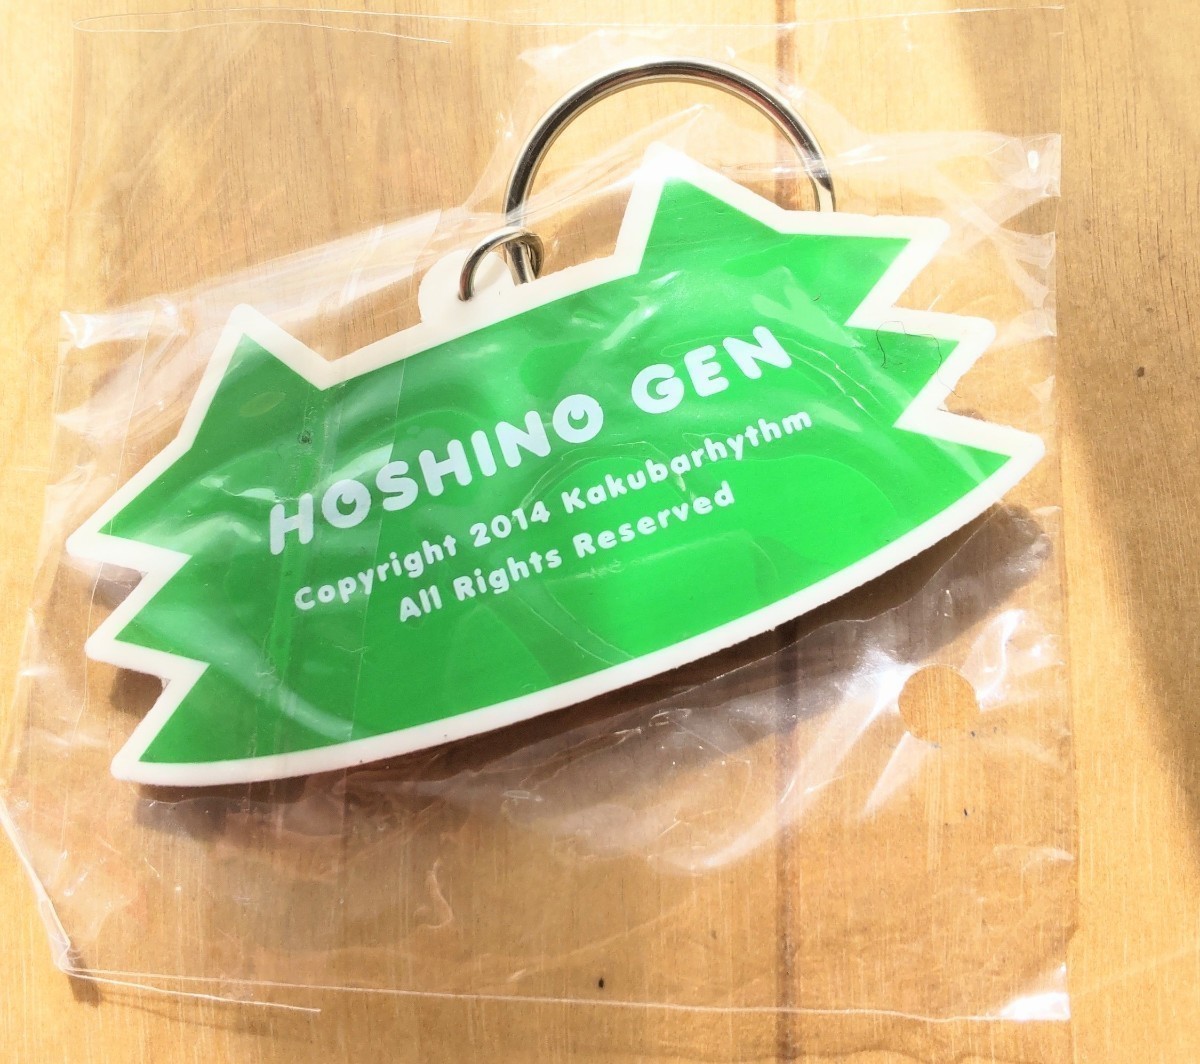 HOSHINO GEN
Copyright 2014 Kakubarhythm
All Rights Reserved